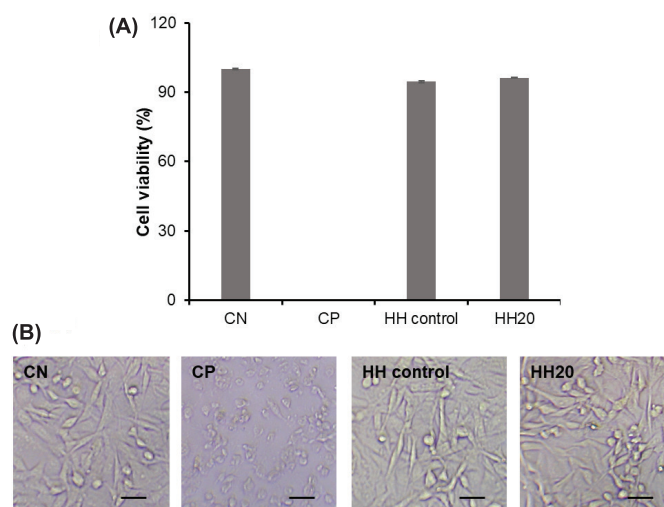 (A)
120
90
60
30
0
Cell viability (%)
CN CP HH control HH20
(B)
CN CP HH control HH20